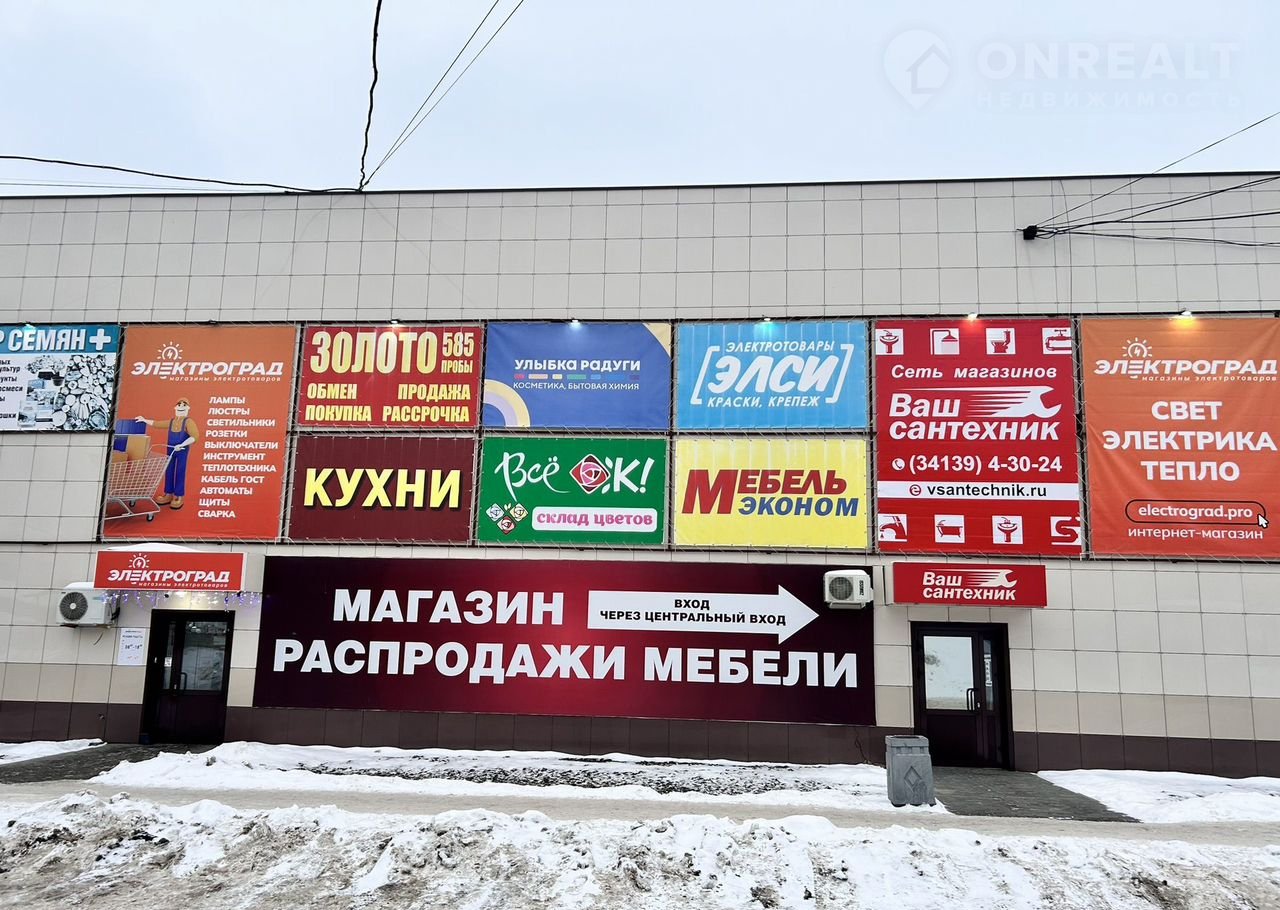 ONREALT
НЕДВИЖИМОСТЬ
СЕМЯН+
ЭЛЕКТРОГРАД
магазины электротоваров
ЛАМПЫ
ЛЮСТРЫ
СВЕТИЛЬНИКИ
РОЗЕТКИ
ВЫКЛЮЧАТЕЛИ
ИНСТРУМЕНТ
ТЕПЛОТЕХНИКА
КАБЕЛЬ ГОСТ
АВТОМАТЫ
ЩИТЫ
СВАРКА
ЗОЛОТО 585
ПРОБЫ
ОБМЕН ПРОДАЖА
ПОКУПКА РАССРОЧКА
КУХНИ
УЛЫБКА РАДУГИ
КОСМЕТИКА, БЫТОВАЯ ХИМИЯ
Всё ОК!
склад цветов
ЭЛЕКТРОТОВАРЫ
[ЭЛСИ]
КРАСКИ, КРЕПЕЖ
МЕБЕЛЬ
ЭКОНОМ
Сеть магазинов
Ваш
сантехник
(34139) 4-30-24
vsantechnik.ru
ЭЛЕКТРОГРАД
магазины электротоваров
СВЕТ
ЭЛЕКТРИКА
ТЕПЛО
electrograd.pro
интернет-магазин
ЭЛЕКТРОГРАД
магазины электротоваров
МАГАЗИН
ВХОД
ЧЕРЕЗ ЦЕНТРАЛЬНЫЙ ВХОД
РАСПРОДАЖИ МЕБЕЛИ
Ваш
сантехник